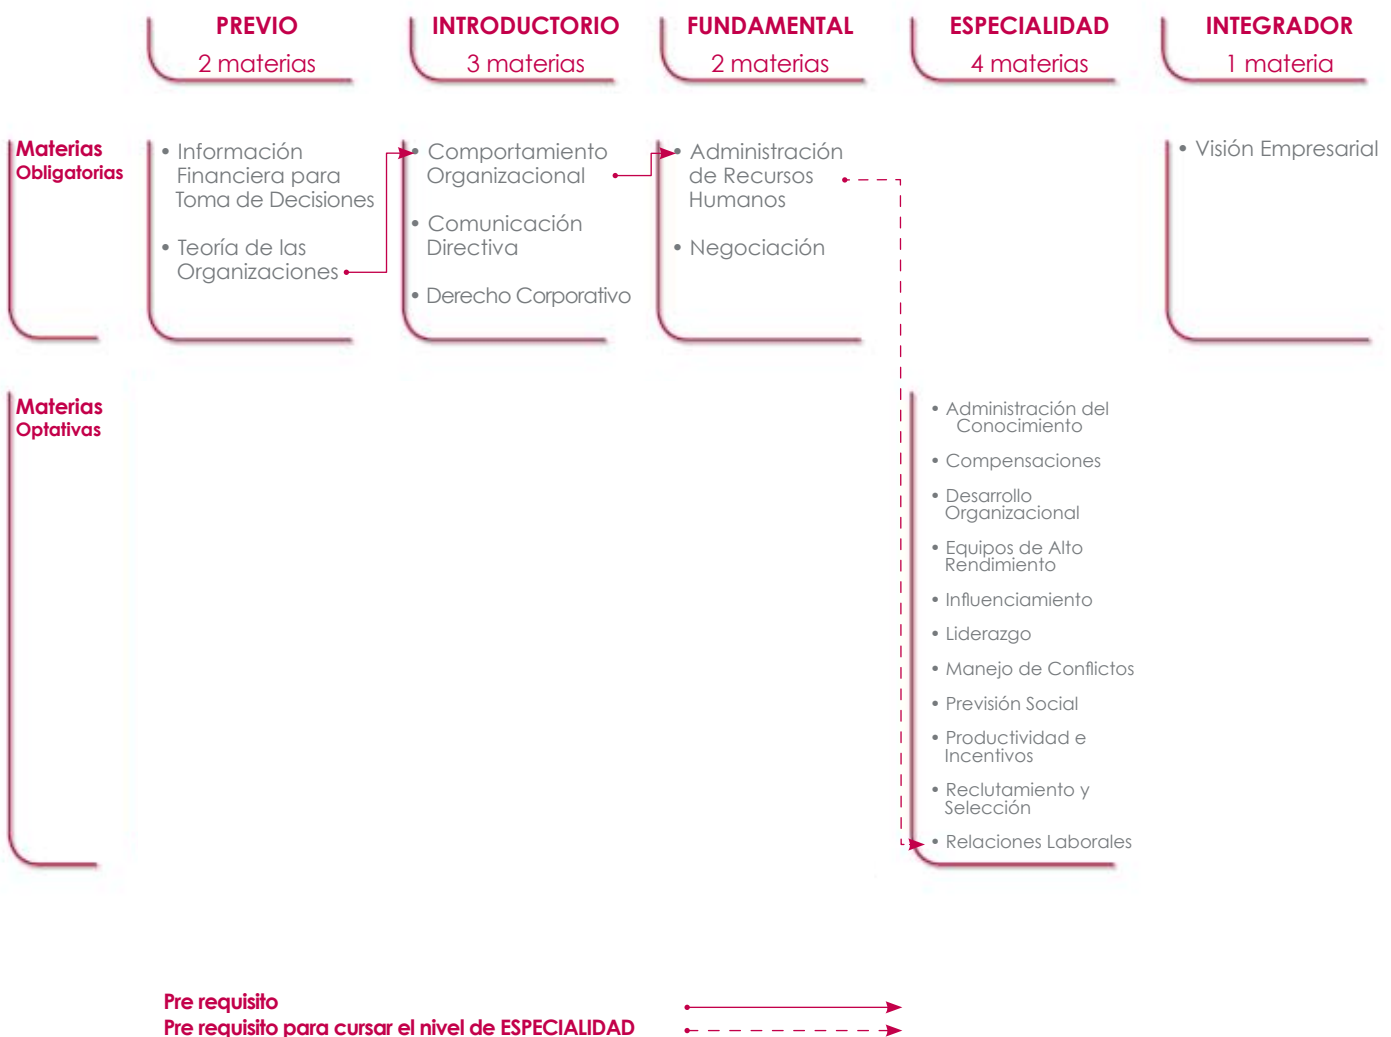 PREVIO
2 materias
INTRODUCTORIO
3 materias
FUNDAMENTAL
2 materias
ESPECIALIDAD
4 materias
INTEGRADOR
1 materia
Materias
Obligatorias
• Información
Financiera para
Toma de Decisiones
• Teoría de las
Organizaciones
• Comportamiento
Organizacional
• Comunicación
Directiva
• Derecho Corporativo
• Administración
de Recursos
Humanos
• Negociación
• Visión Empresarial
Materias
Optativas
• Administración del
Conocimiento
• Compensaciones
• Desarrollo
Organizacional
• Equipos de Alto
Rendimiento
• Influenciamiento
• Liderazgo
• Manejo de Conflictos
• Previsión Social
• Productividad e
Incentivos
• Reclutamiento y
Selección
• Relaciones Laborales
Pre requisito
Pre requisito para cursar el nivel de ESPECIALIDAD